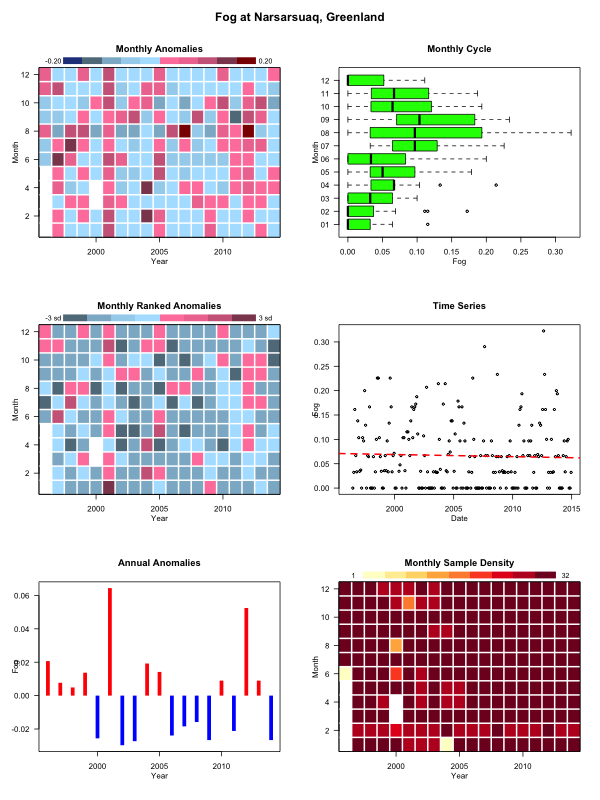 Fog at Narsarsuaq, Greenland
Monthly Anomalies
-0.20 0.20
12
10
8
6
4
2
Month
2000 2005 2010
Year
Monthly Cycle
12
11
10
09
08
07
06
05
04
03
02
01
Month
0.00 0.05 0.10 0.15 0.20 0.25 0.30
Fog
Monthly Ranked Anomalies
-3 sd 3 sd
12
10
8
6
4
2
Month
2000 2005 2010
Year
Time Series
0.30
0.25
0.20
0.15
0.10
0.05
0.00
Fog
2000 2005 2010 2015
Date
Annual Anomalies
0.06
0.04
0.02
0.00
-0.02
Fog
2000 2005 2010
Year
Monthly Sample Density
1 32
12
10
8
6
4
2
Month
2000 2005 2010
Year